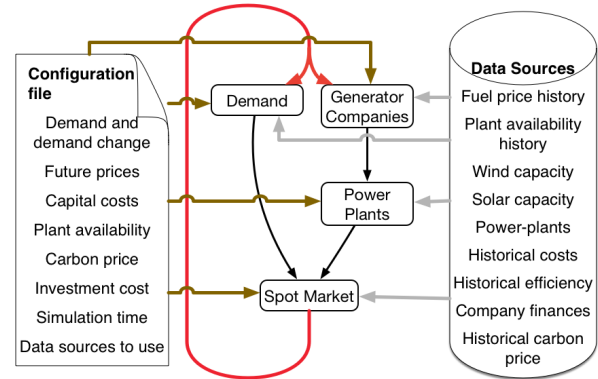 Configuration
file
Demand and
demand change
Future prices
Capital costs
Plant availability
Carbon price
Investment cost
Simulation time
Data sources to use
Demand
Generator
Companies
Power
Plants
Spot Market
Data Sources
Fuel price history
Plant availability
history
Wind capacity
Solar capacity
Power-plants
Historical costs
Historical efficiency
Company finances
Historical carbon
price